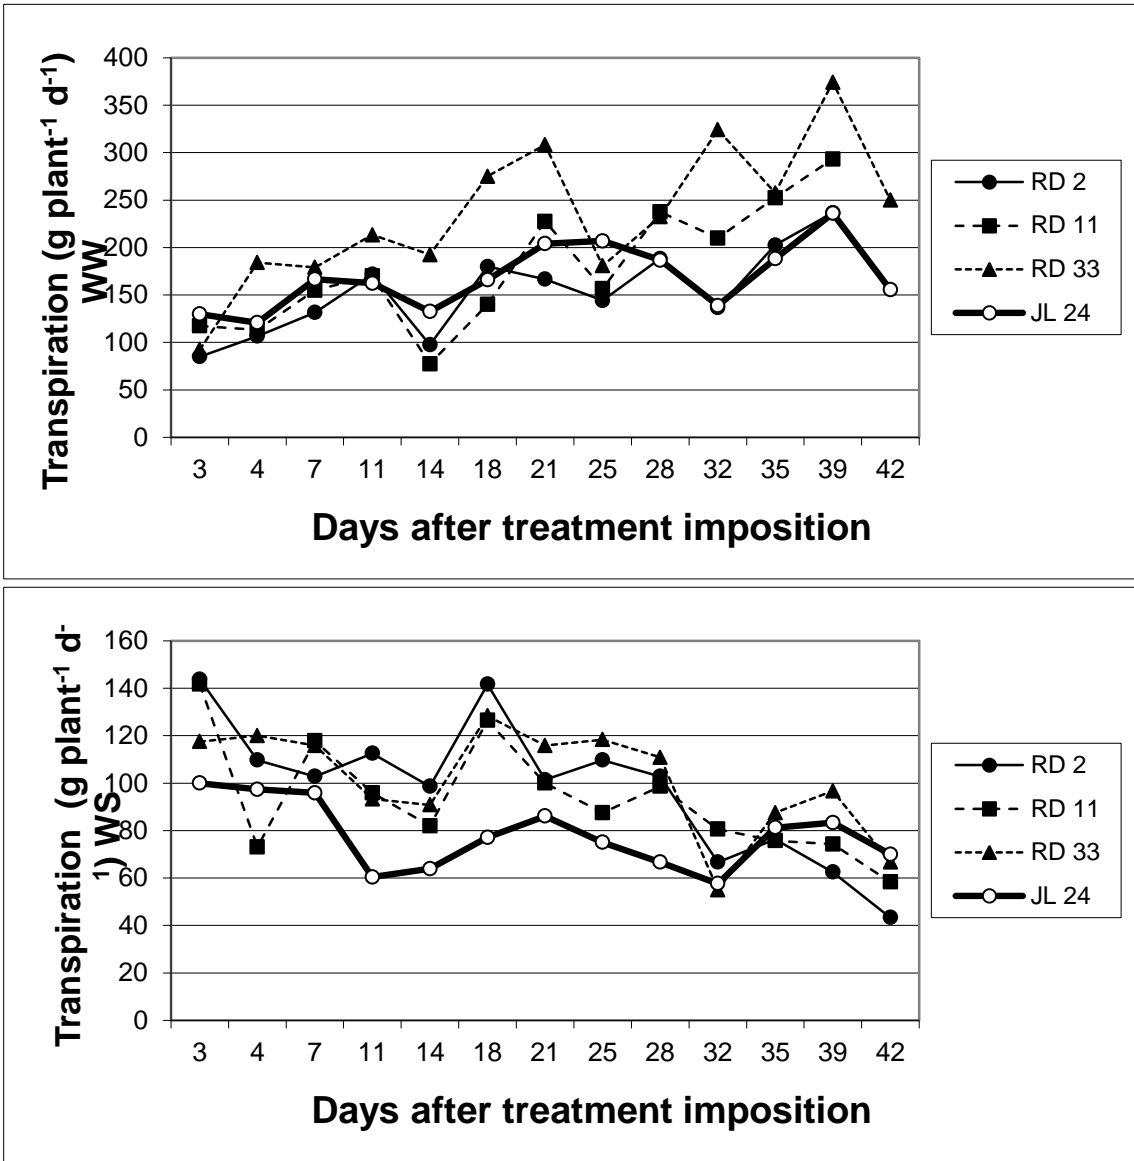 Transpiration (g plant-1 d-1)
WW
400
350
300
250
200
150
100
50
0
3 4 7 11 14 18 21 25 28 32 35 39 42
Days after treatment imposition
RD 2
RD 11
RD 33
JL 24
Transpiration (g plant-1 d-
1) WS
160
140
120
100
80
60
40
20
0
3 4 7 11 14 18 21 25 28 32 35 39 42
Days after treatment imposition
RD 2
RD 11
RD 33
JL 24